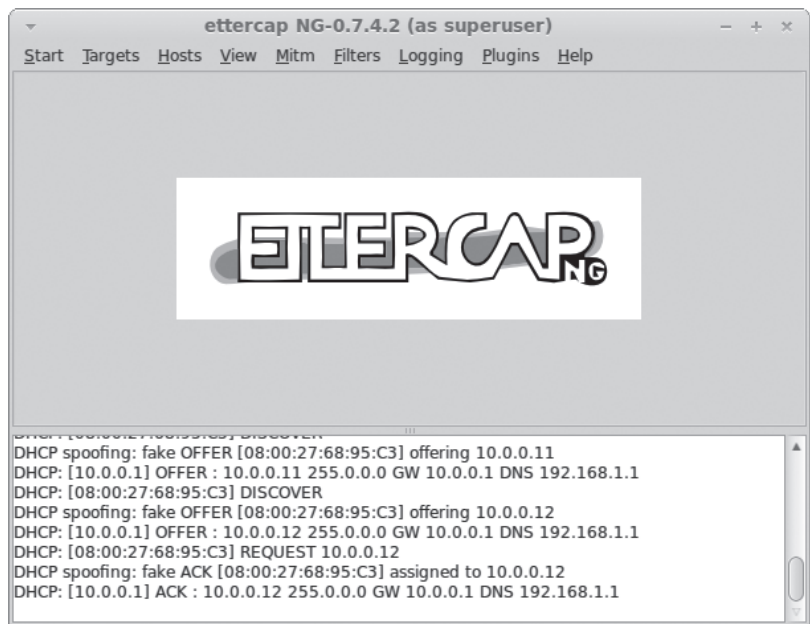 ettercap NG-0.7.4.2 (as superuser)
Start Targets Hosts View Mitm Filters Logging Plugins Help
ETTERCAP
NG
DHCP: [08:00:27:68:95:C3] DISCOVER
DHCP spoofing: fake OFFER [08:00:27:68:95:C3] offering 10.0.0.11
DHCP: [10.0.0.1] OFFER : 10.0.0.11 255.0.0.0 GW 10.0.0.1 DNS 192.168.1.1
DHCP: [08:00:27:68:95:C3] DISCOVER
DHCP spoofing: fake OFFER [08:00:27:68:95:C3] offering 10.0.0.12
DHCP: [10.0.0.1] OFFER : 10.0.0.12 255.0.0.0 GW 10.0.0.1 DNS 192.168.1.1
DHCP: [08:00:27:68:95:C3] REQUEST 10.0.0.12
DHCP spoofing: fake ACK [08:00:27:68:95:C3] assigned to 10.0.0.12
DHCP: [10.0.0.1] ACK : 10.0.0.12 255.0.0.0 GW 10.0.0.1 DNS 192.168.1.1